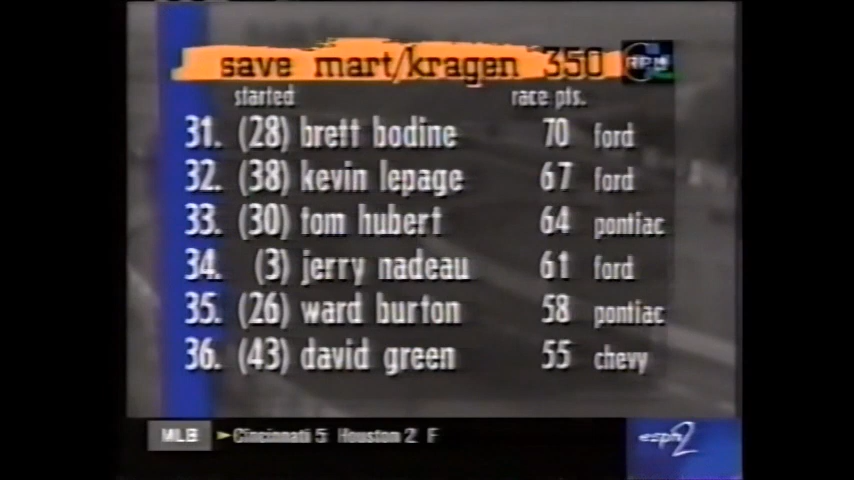 save mart/kragen 350 RPM 2
started race pts.
31. (28) brett bodine 70 ford
32. (38) kevin lepage 67 ford
33. (30) tom hubert 64 pontiac
34. (3) jerry nadeau 61 ford
35. (26) ward burton 58 pontiac
36. (43) david green 55 chevy
MLB Cincinnati 5 Houston 2 F
espn2